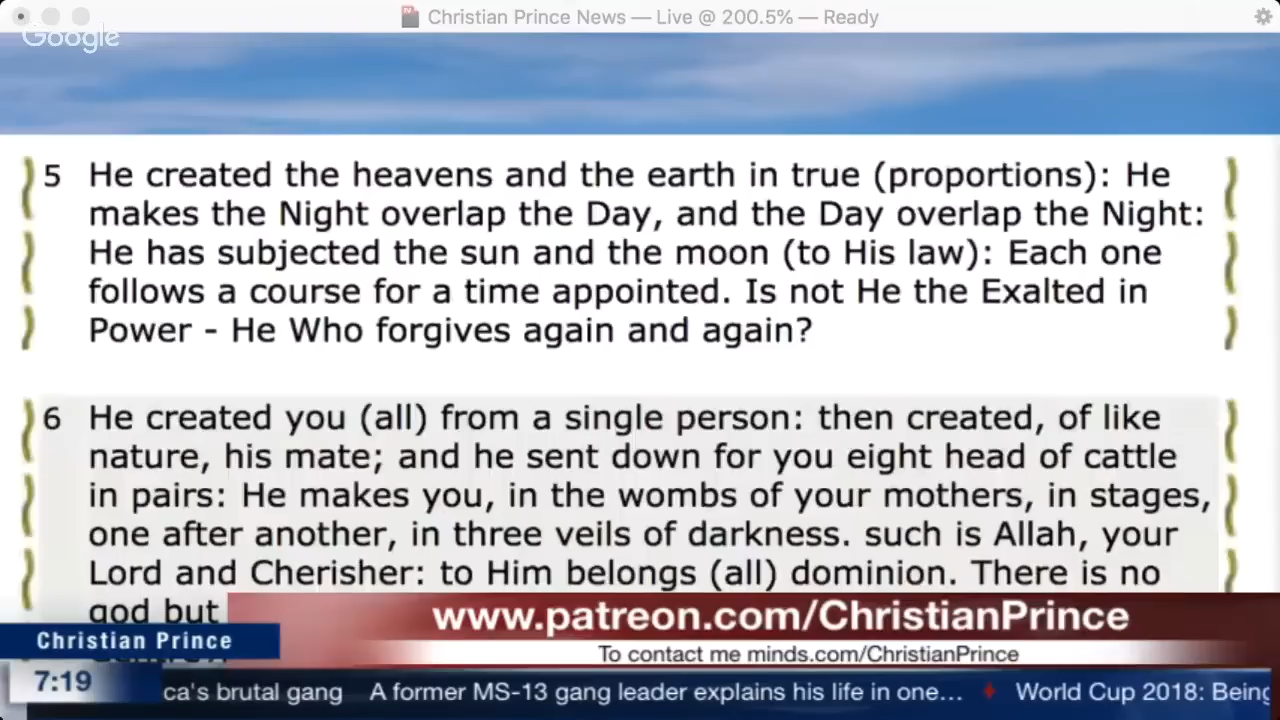 Christian Prince News — Live @ 200.5% — Ready
Google
5 He created the heavens and the earth in true (proportions): He
makes the Night overlap the Day, and the Day overlap the Night:
He has subjected the sun and the moon (to His law): Each one
follows a course for a time appointed. Is not He the Exalted in
Power - He Who forgives again and again?
6 He created you (all) from a single person: then created, of like
nature, his mate; and he sent down for you eight head of cattle
in pairs: He makes you, in the wombs of your mothers, in stages,
one after another, in three veils of darkness. such is Allah, your
Lord and Cherisher: to Him belongs (all) dominion. There is no
god but
www.patreon.com/ChristianPrince
Christian Prince
To contact me minds.com/ChristianPrince
7:19 ca's brutal gang A former MS-13 gang leader explains his life in one... World Cup 2018: Being